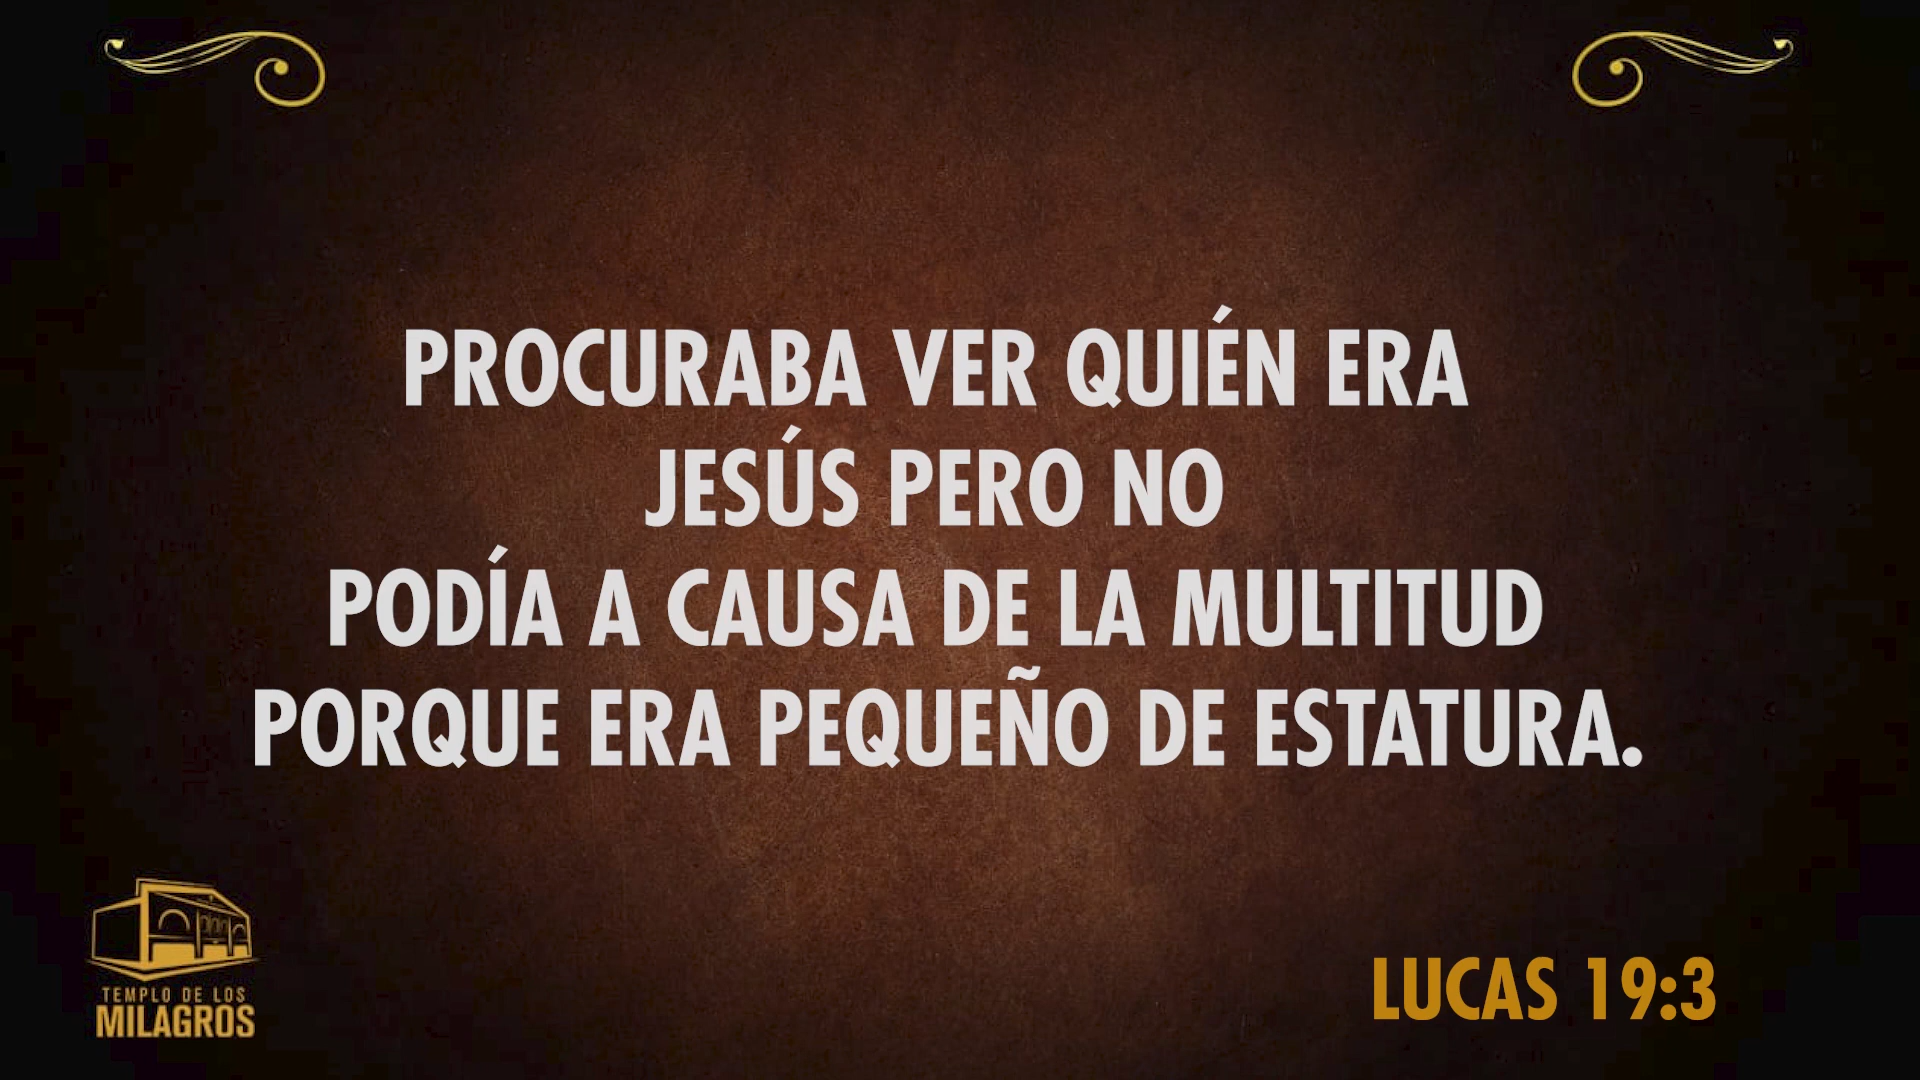 PROCURABA VER QUIÉN ERA
JESÚS PERO NO
PODÍA A CAUSA DE LA MULTITUD
PORQUE ERA PEQUEÑO DE ESTATURA.
LUCAS 19:3
TEMPLO DE LOS
MILAGROS